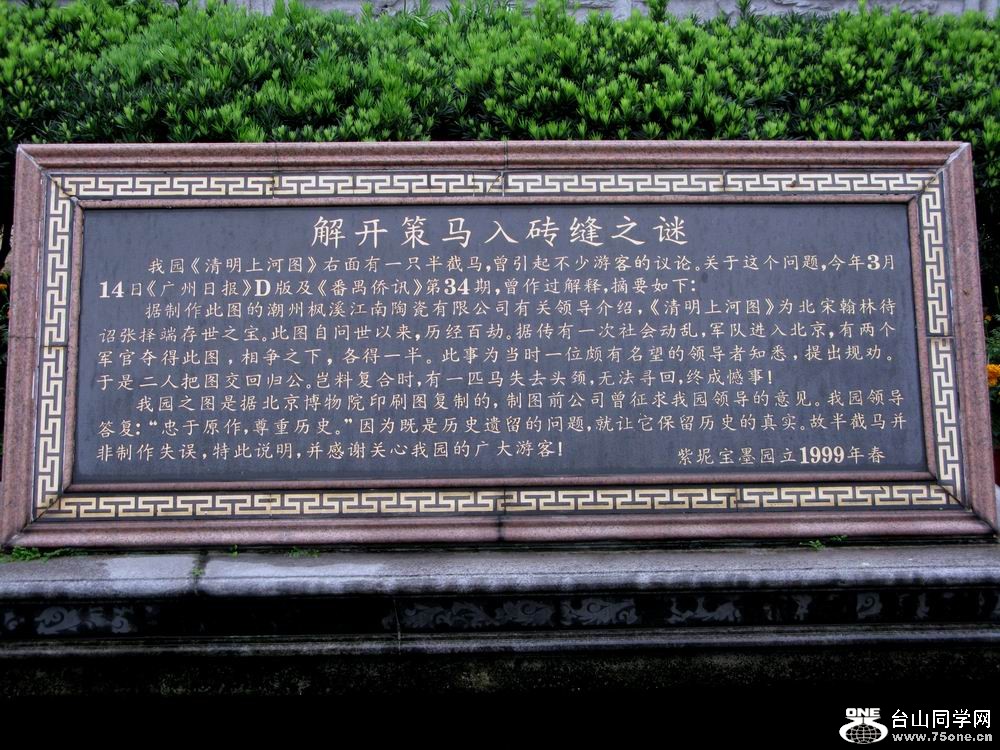 解开策马入砖缝之谜
我园《清明上河图》右面有一只半截马,曾引起不少游客的议论。关于这个问题,今年3月
14日《广州日报》D版及《番禺侨讯》第34期,曾作过解释,摘要如下:
据制作此图的潮州枫溪江南陶瓷有限公司有关领导介绍,《清明上河图》为北宋翰林待
诏张择端存世之宝。此图自问世以来,历经百劫。据传有一次社会动乱,军队进入北京,有两个
军官夺得此图,相争之下,各得一半。此事为当时一位颇有名望的领导者知悉,提出规劝。
于是二人把图交回归公。岂料复合时,有一匹马失去头颈,无法寻回,终成憾事!
我园之图是据北京博物院印刷图复制的,制图前公司曾征求我园领导的意见。我园领导
答复:“忠于原作,尊重历史。”因为既是历史遗留的问题,就让它保留历史的真实。故半截马并
非制作失误,特此说明,并感谢关心我园的广大游客!
紫坭宝墨园立1999年春
ONE
台山同学网
www.75one.cn